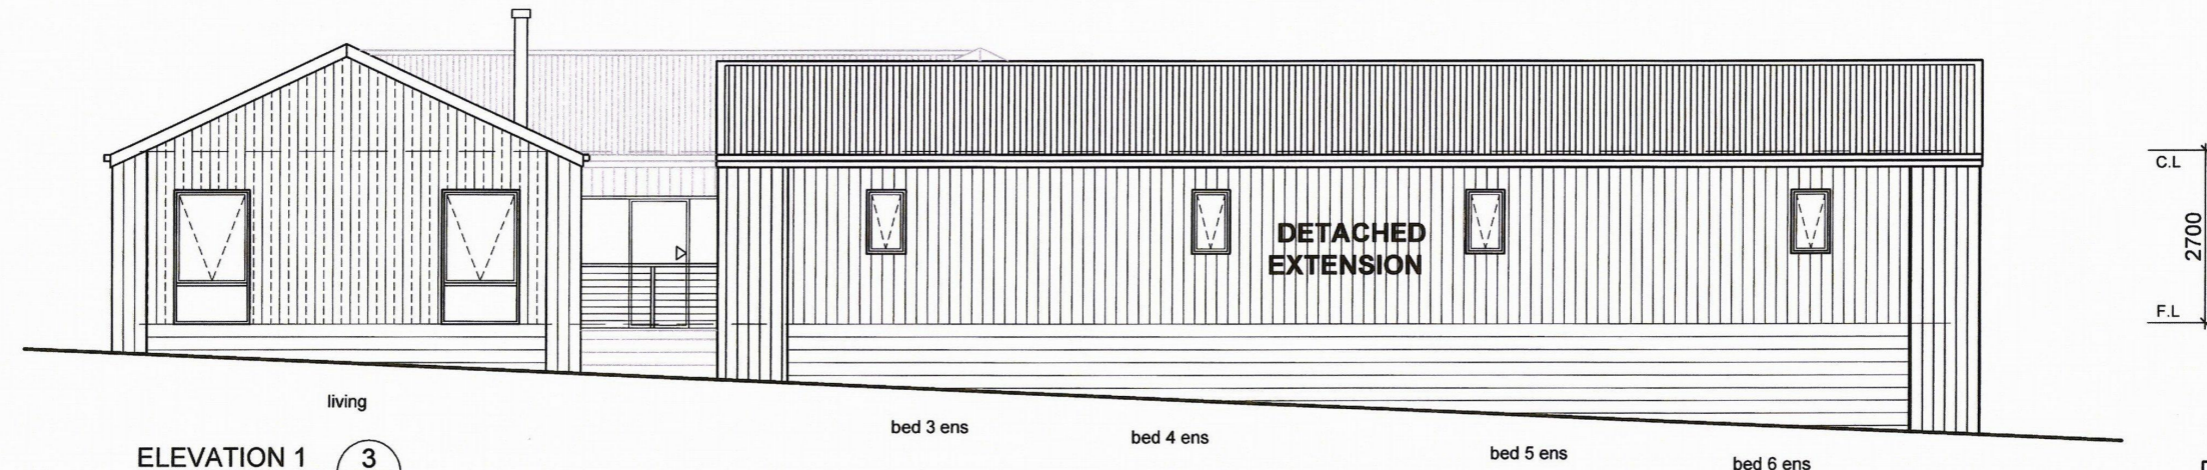 C.L
DETACHED
EXTENSION
2700
F.L
living
bed 3 ens
bed 4 ens
bed 5 ens
bed 6 ens
ELEVATION 1
3